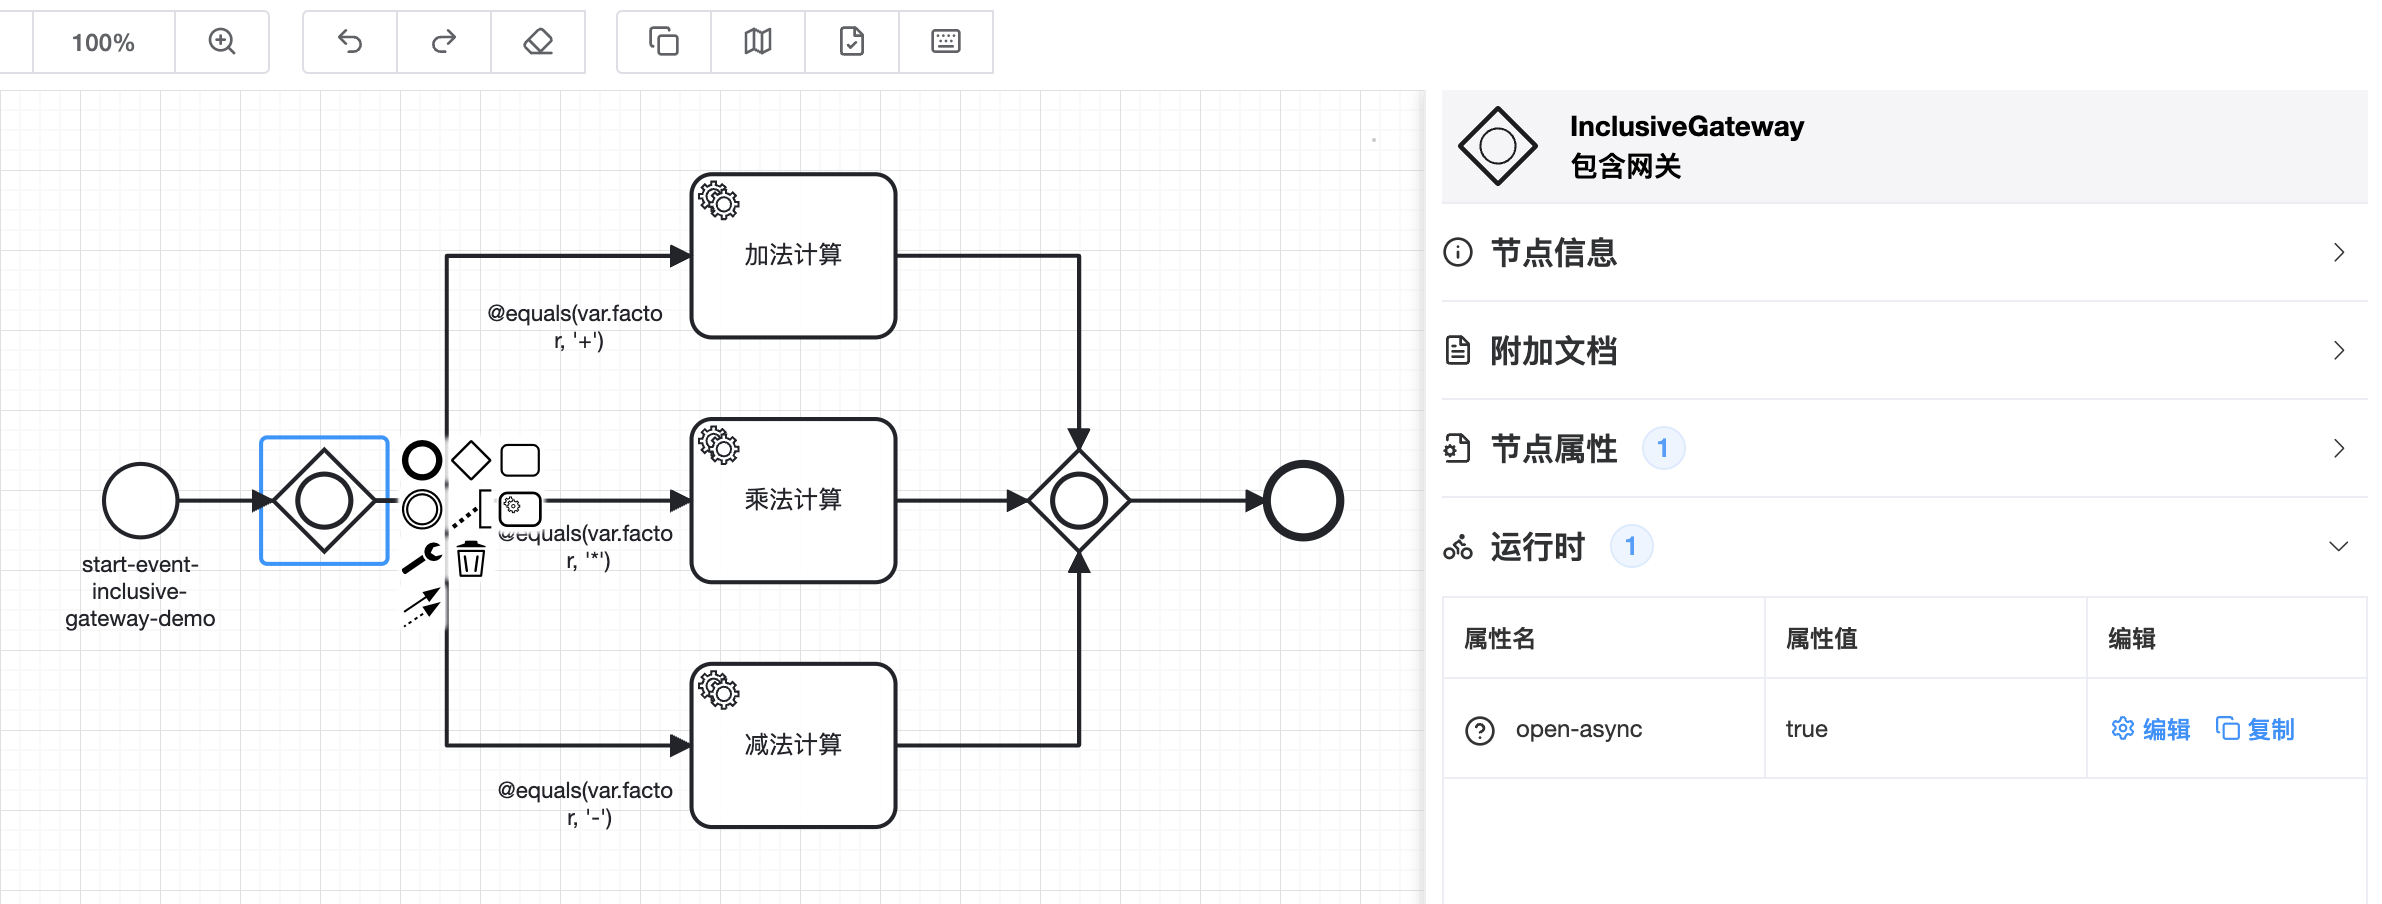 100%
加法计算
@equals(var.facto
r, '+')
start-event-
inclusive-
gateway-demo
乘法计算
@equals(var.facto
r, '*')
减法计算
@equals(var.facto
r, '-')
InclusiveGateway
包含网关
节点信息
附加文档
节点属性 1
运行时 1
属性名 属性值 编辑
open-async true 编辑 复制